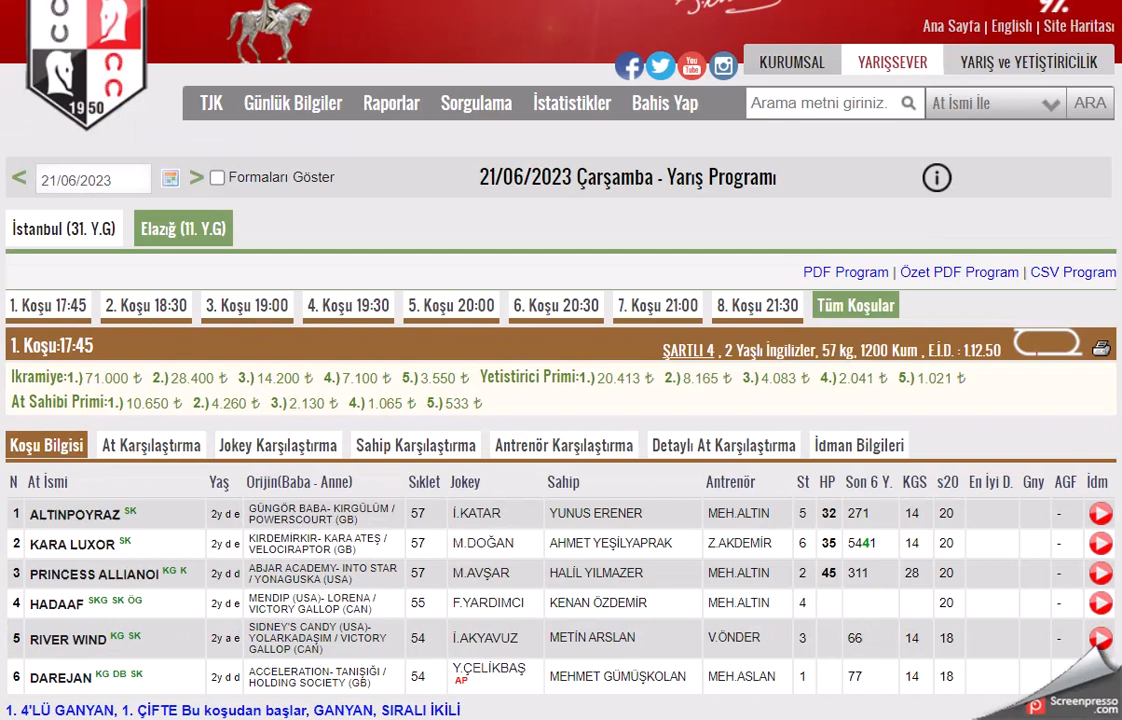 1950
Ana Sayfa | English | Site Haritası
KURUMSAL YARIŞSEVER YARIŞ ve YETİŞTİRİCİLİK
TJK Günlük Bilgiler Raporlar Sorgulama İstatistikler Bahis Yap Arama metni giriniz. At İsmi İle ARA
< 21/06/2023 > Formaları Göster 21/06/2023 Çarşamba - Yarış Programı
İstanbul (31. Y.G) Elazığ (11. Y.G)
PDF Program | Özet PDF Program | CSV Program
1. Koşu 17:45 2. Koşu 18:30 3. Koşu 19:00 4. Koşu 19:30 5. Koşu 20:00 6. Koşu 20:30 7. Koşu 21:00 8. Koşu 21:30 Tüm Koşular
1. Koşu:17:45 ŞARTLI 4 , 2 Yaşlı İngilizler, 57 kg, 1200 Kum , E.İ.D. : 1.12.50
Ikramiye:1.) 71.000 ₺ 2.) 28.400 ₺ 3.) 14.200 ₺ 4.) 7.100 ₺ 5.) 3.550 ₺ Yetistirici Primi:1.) 20.413 ₺ 2.) 8.165 ₺ 3.) 4.083 ₺ 4.) 2.041 ₺ 5.) 1.021 ₺
At Sahibi Primi:1.) 10.650 ₺ 2.) 4.260 ₺ 3.) 2.130 ₺ 4.) 1.065 ₺ 5.) 533 ₺
Koşu Bilgisi At Karşılaştırma Jokey Karşılaştırma Sahip Karşılaştırma Antrenör Karşılaştırma Detaylı At Karşılaştırma İdman Bilgileri
N At İsmi Yaş Orijin(Baba - Anne) Sıklet Jokey Sahip Antrenör St HP Son 6 Y. KGS s20 En İyi D. Gny AGF İdm
1 ALTINPOYRAZ SK 2y d e GÜNGÖR BABA- KIRGÜLÜM / POWERSCOURT (GB) 57 İ.KATAR YUNUS ERENER MEH.ALTIN 5 32 271 14 20 -
2 KARA LUXOR SK 2y d e KIRDEMİRKIR- KARA ATEŞ / VELOCIRAPTOR (GB) 57 M.DOĞAN AHMET YEŞİLYAPRAK Z.AKDEMİR 6 35 5441 14 20 -
3 PRINCESS ALLIANOI KG K 2y d d ABJAR ACADEMY- INTO STAR / YONAGUSKA (USA) 57 M.AVŞAR HALİL YILMAZER MEH.ALTIN 2 45 311 28 20 -
4 HADAAF SKG SK ÖG 2y d e MENDIP (USA)- LORENA / VICTORY GALLOP (CAN) 55 F.YARDIMCI KENAN ÖZDEMİR MEH.ALTIN 4 20 -
5 RIVER WIND KG SK 2y a e SIDNEY'S CANDY (USA)- YOLARKADAŞIM / VICTORY GALLOP (CAN) 54 İ.AKYAVUZ METİN ARSLAN V.ÖNDER 3 66 14 18 -
6 DAREJAN KG DB SK 2y d d ACCELERATION- TANIŞIĞI / HOLDING SOCIETY (GB) 54 Y.ÇELİKBAŞ AP MEHMET GÜMÜŞKOLAN MEH.ASLAN 1 77 14 18 -
1. 4'LÜ GANYAN, 1. ÇİFTE Bu koşudan başlar, GANYAN, SIRALI İKİLİ
Screenpresso
.com